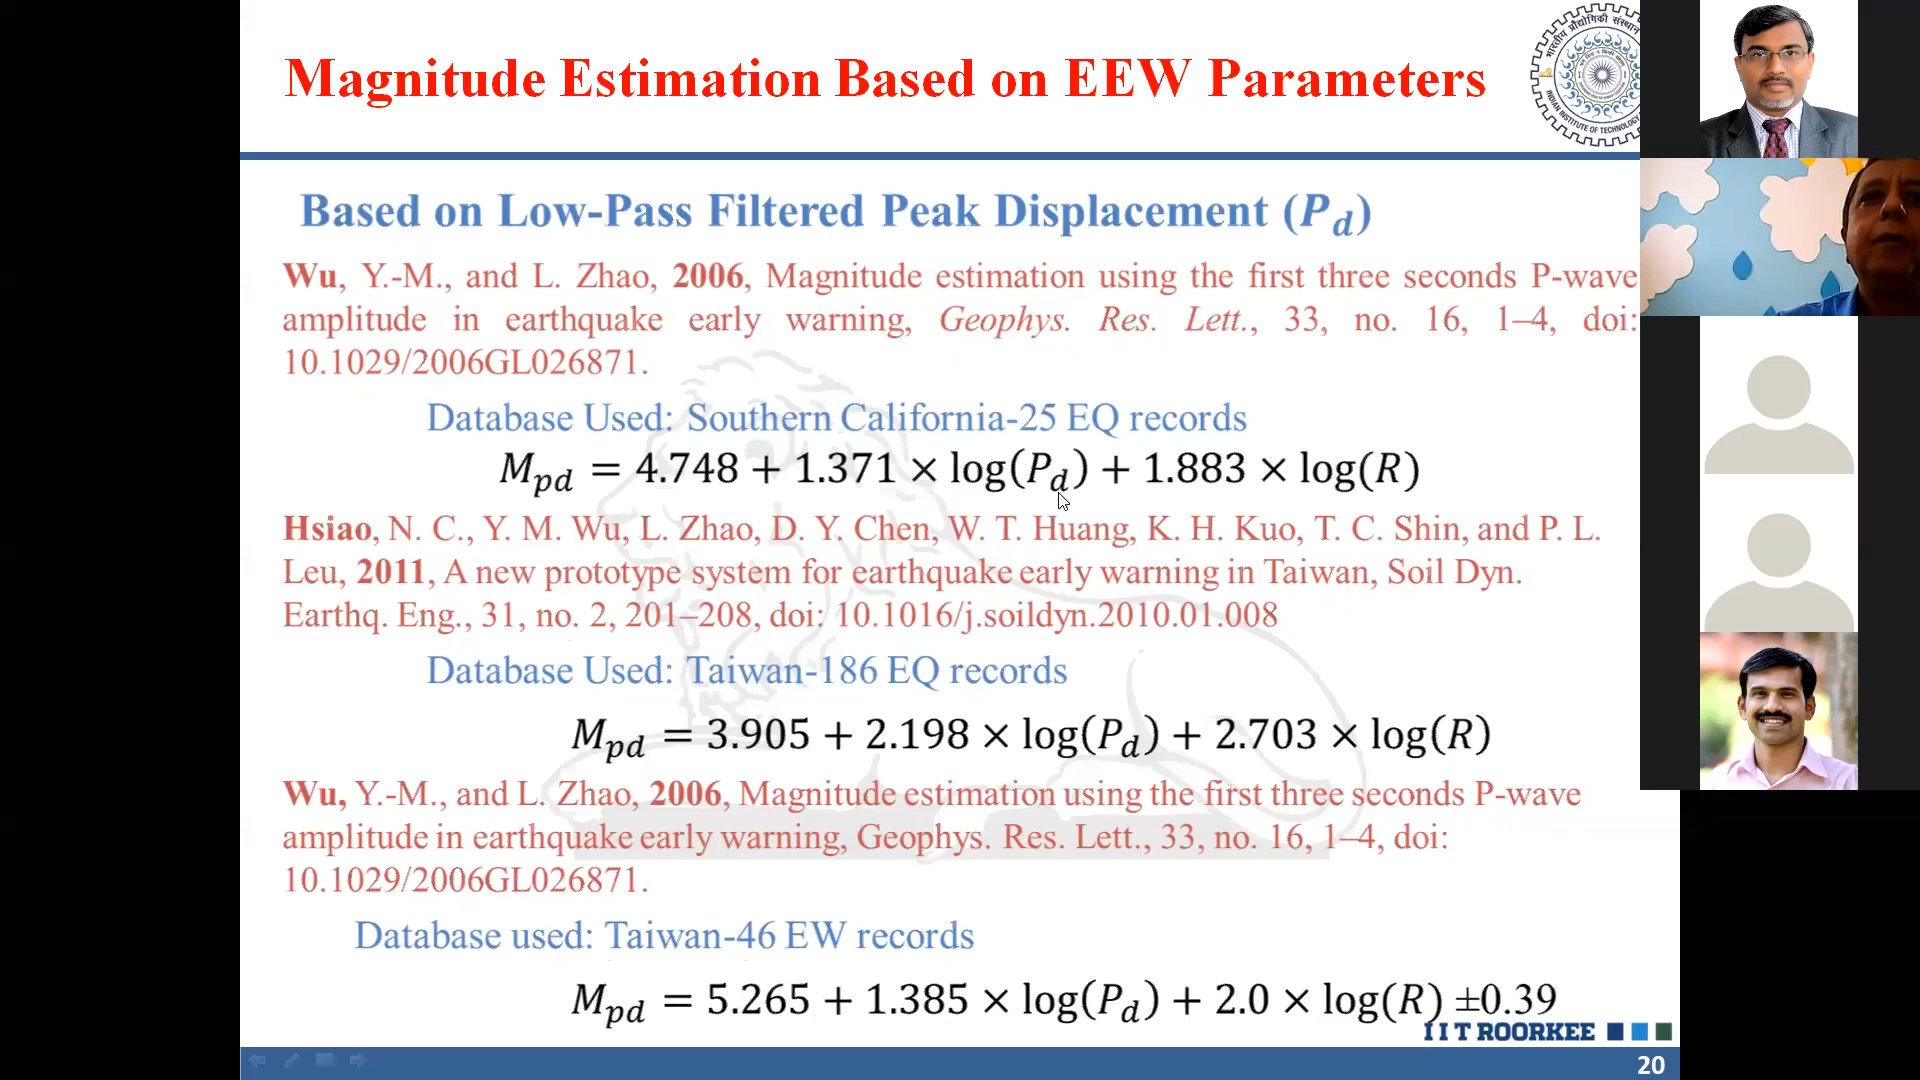 Magnitude Estimation Based on EEW Parameters
भारतीय प्रौद्योगिकी संस्थान
INDIAN INSTITUTE OF TECHNOLOGY
Based on Low-Pass Filtered Peak Displacement (P_d)
Wu, Y.-M., and L. Zhao, 2006, Magnitude estimation using the first three seconds P-wave
amplitude in earthquake early warning, Geophys. Res. Lett., 33, no. 16, 1–4, doi:
10.1029/2006GL026871.
Database Used: Southern California-25 EQ records
M_pd = 4.748 + 1.371 × log(P_d) + 1.883 × log(R)
Hsiao, N. C., Y. M. Wu, L. Zhao, D. Y. Chen, W. T. Huang, K. H. Kuo, T. C. Shin, and P. L.
Leu, 2011, A new prototype system for earthquake early warning in Taiwan, Soil Dyn.
Earthq. Eng., 31, no. 2, 201–208, doi: 10.1016/j.soildyn.2010.01.008
Database Used: Taiwan-186 EQ records
M_pd = 3.905 + 2.198 × log(P_d) + 2.703 × log(R)
Wu, Y.-M., and L. Zhao, 2006, Magnitude estimation using the first three seconds P-wave
amplitude in earthquake early warning, Geophys. Res. Lett., 33, no. 16, 1–4, doi:
10.1029/2006GL026871.
Database used: Taiwan-46 EW records
M_pd = 5.265 + 1.385 × log(P_d) + 2.0 × log(R) ±0.39
I I T ROORKEE
20